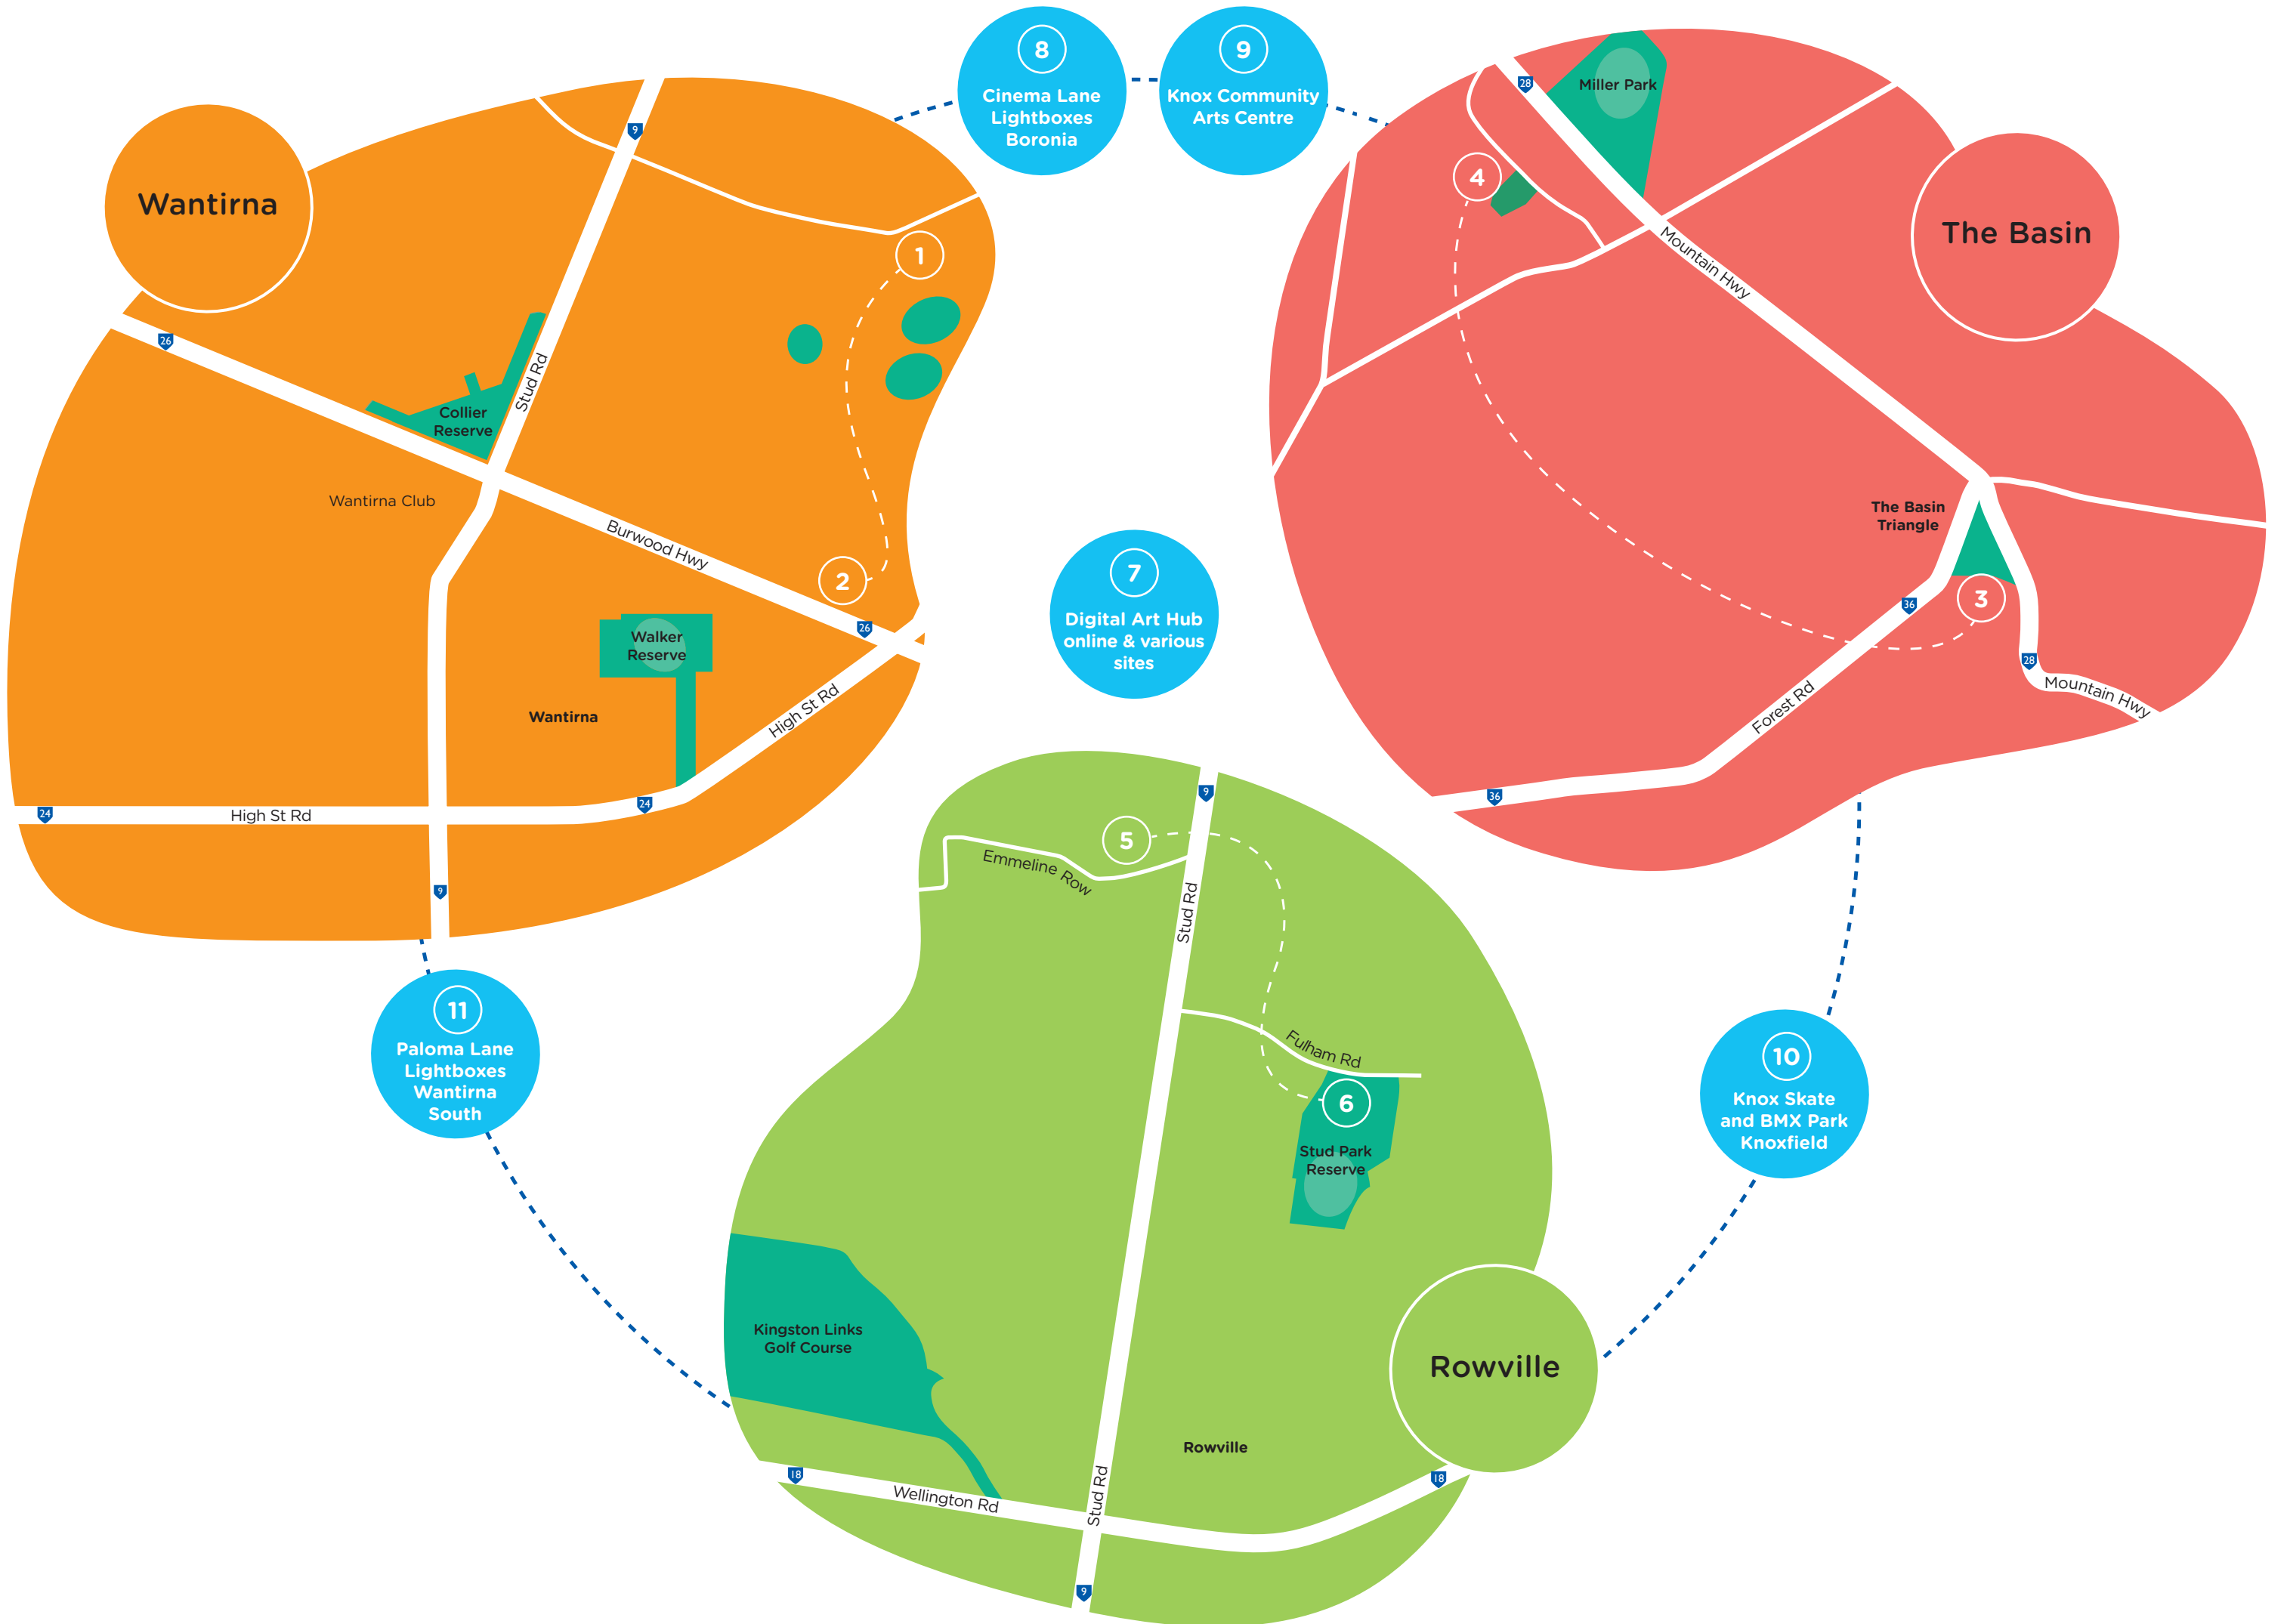 Wantirna
9
26
1
Collier
Reserve
Stud Rd
Wantirna Club
Burwood Hwy
2
26
Walker
Reserve
Wantirna
High St Rd
24
High St Rd
24
9
8
Cinema Lane
Lightboxes
Boronia
9
Knox Community
Arts Centre
28
Miller Park
4
The Basin
Mountain Hwy
The Basin
Triangle
3
36
28
Mountain Hwy
Forest Rd
36
7
Digital Art Hub
online & various
sites
9
5
Emmeline Row
Stud Rd
Fulham Rd
6
Stud Park
Reserve
Kingston Links
Golf Course
Rowville
Rowville
18
Wellington Rd
Stud Rd
18
9
11
Paloma Lane
Lightboxes
Wantirna
South
10
Knox Skate
and BMX Park
Knoxfield